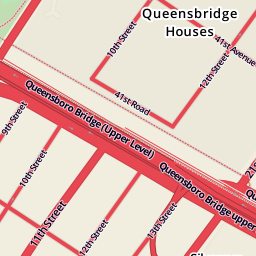 Queensbridge
Houses
10th Street
41st Avenue
12th Street
41st Road
Queensboro Bridge (Upper Level)
9th Street
10th Street
11th Street
12th Street
13th Street
Queensboro Bridge upper